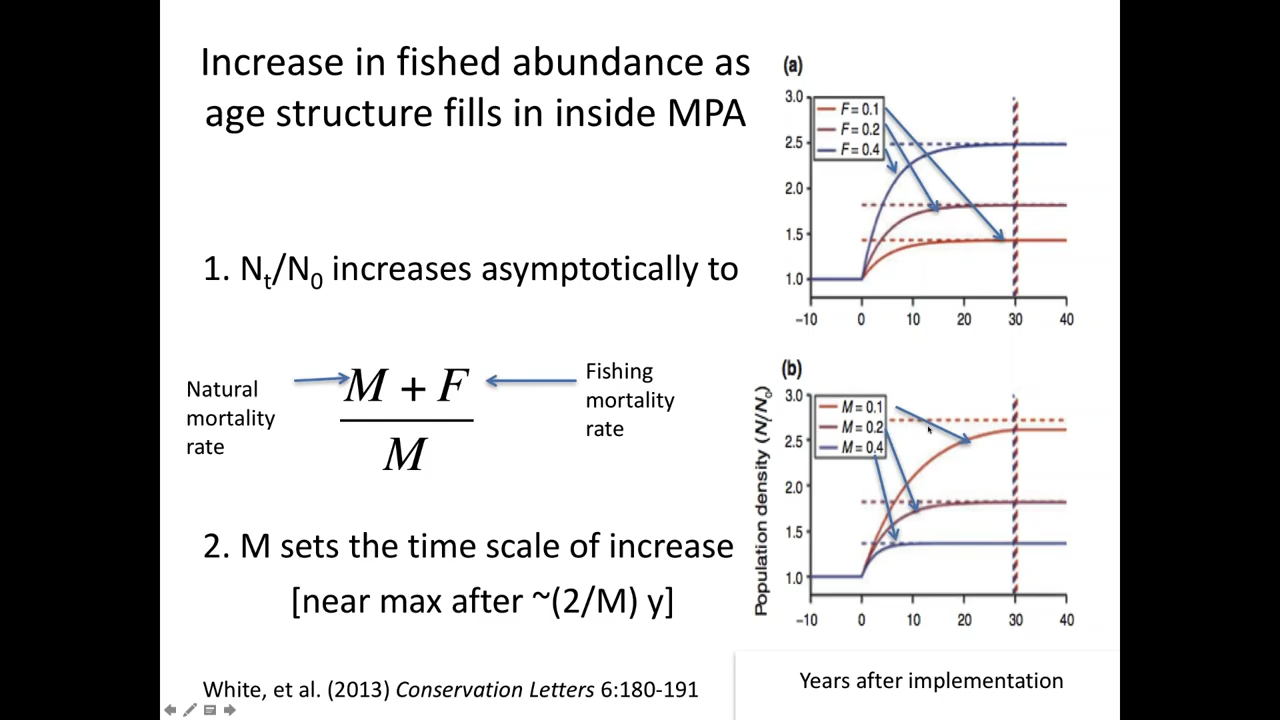 Increase in fished abundance as
age structure fills in inside MPA
1. Nt/N0 increases asymptotically to
Natural
mortality
rate
M + F
M
Fishing
mortality
rate
2. M sets the time scale of increase
[near max after ~(2/M) y]
White, et al. (2013) Conservation Letters 6:180-191
(a)
F = 0.1
F = 0.2
F = 0.4
3.0
2.5
2.0
1.5
1.0
−10 0 10 20 30 40
(b)
M = 0.1
M = 0.2
M = 0.4
Population density (N/N0)
3.0
2.5
2.0
1.5
1.0
−10 0 10 20 30 40
Years after implementation